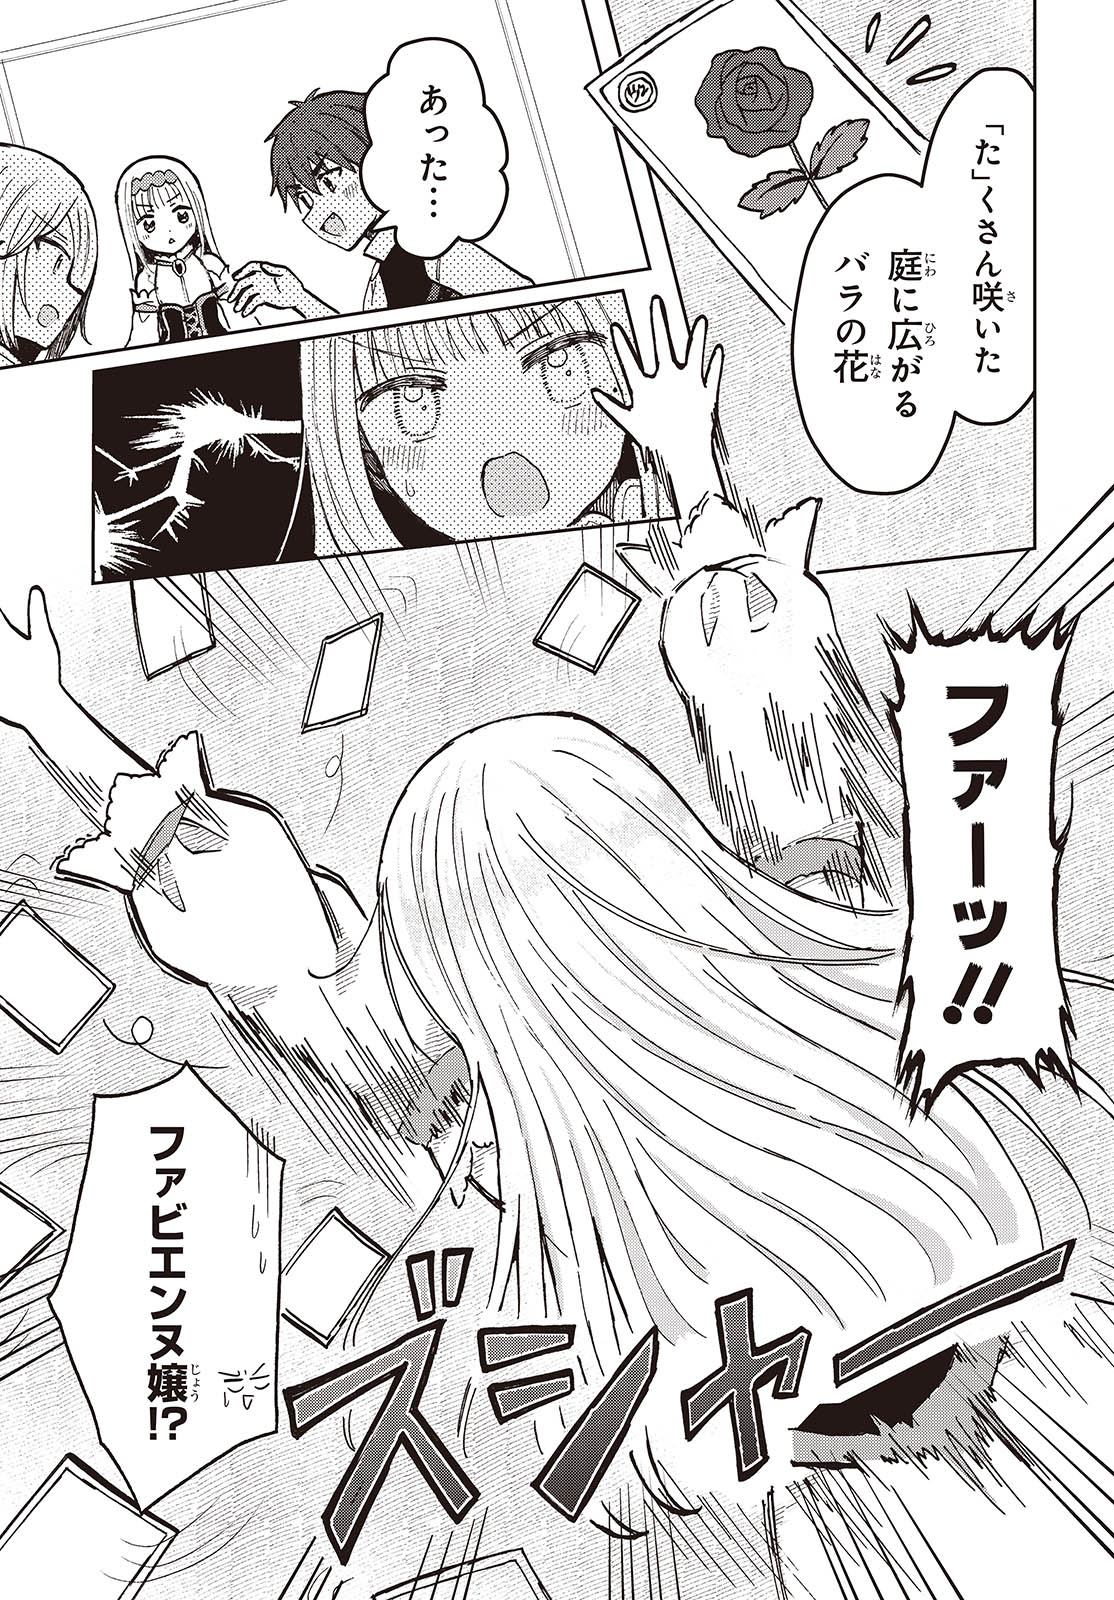 「た」くさん咲いた
庭に広がる
バラの花
あった…
ファーッ!!
ファビエンヌ嬢!?
ズシャー